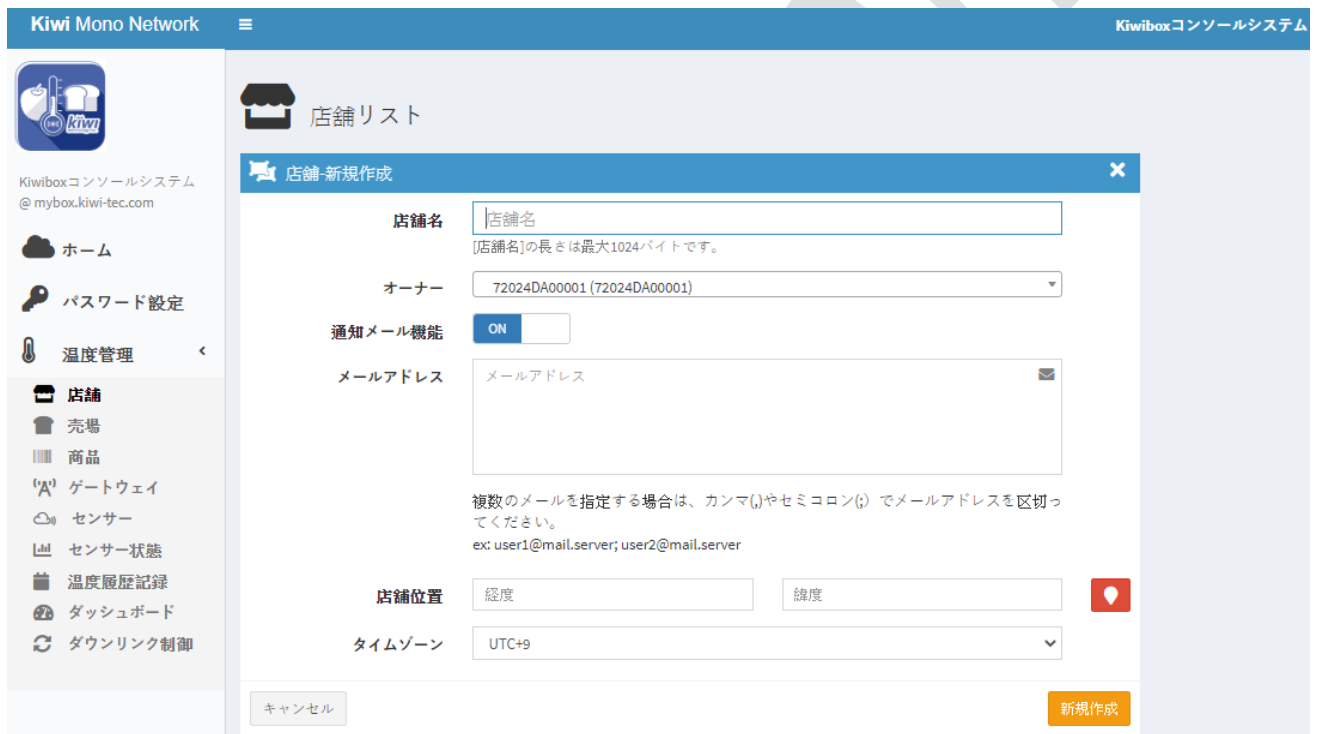 Kiwi Mono Network
Kiwiboxコンソールシステム
kiwi
Kiwiboxコンソールシステム
@ mybox.kiwi-tec.com
ホーム
パスワード設定
温度管理
店舗
売場
商品
ゲートウェイ
センサー
センサー状態
温度履歴記録
ダッシュボード
ダウンリンク制御
店舗リスト
店舗-新規作成
店舗名
店舗名
[店舗名]の長さは最大1024バイトです。
オーナー
72024DA00001 (72024DA00001)
通知メール機能
ON
メールアドレス
メールアドレス
複数のメールを指定する場合は、カンマ(,)やセミコロン(;）でメールアドレスを区切っ
てください。
ex: user1@mail.server; user2@mail.server
店舗位置
経度
緯度
タイムゾーン
UTC+9
キャンセル
新規作成